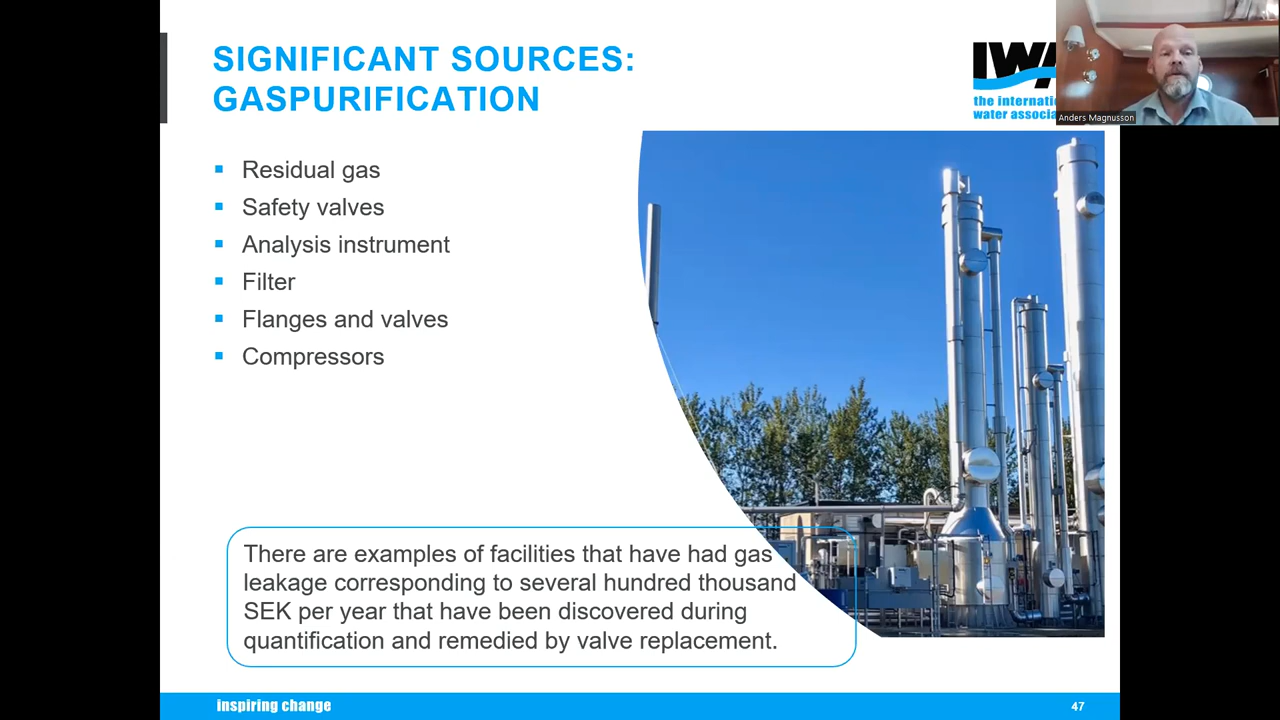 SIGNIFICANT SOURCES:
GASPURIFICATION
the internati
water associa
Anders Magnusson
Residual gas
Safety valves
Analysis instrument
Filter
Flanges and valves
Compressors
There are examples of facilities that have had gas
leakage corresponding to several hundred thousand
SEK per year that have been discovered during
quantification and remedied by valve replacement.
inspiring change
47